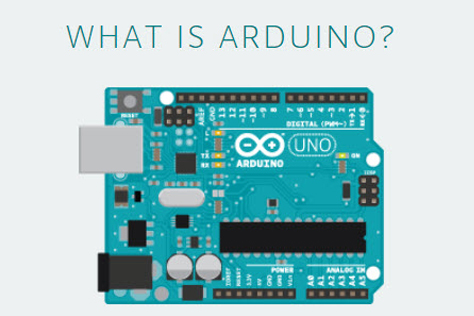 WHAT IS ARDUINO?
RESET
AREF
GND
13
12
~11
~10
~9
8
7
~6
~5
4
~3
2
TX→1
RX←0
DIGITAL (PWM~)
TX
RX
ARDUINO
UNO
ON
ICSP
IOREF
RESET
3.3V
5V
GND
GND
VIN
POWER
ANALOG IN
A0
A1
A2
A3
A4
A5